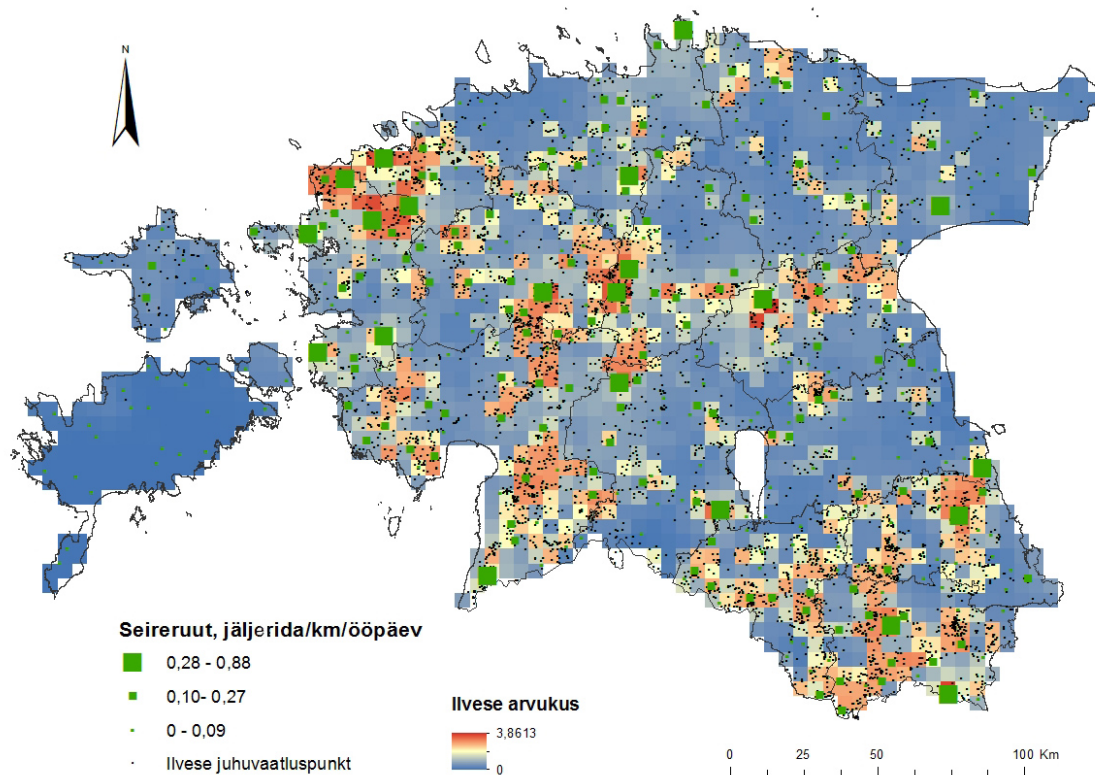 N
Seireruut, jäljerida/km/ööpäev
0,28 - 0,88
0,10- 0,27
0 - 0,09
Ilvese juhuvaatluspunkt
Ilvese arvukus
3,8613
0
0 25 50 100 Km